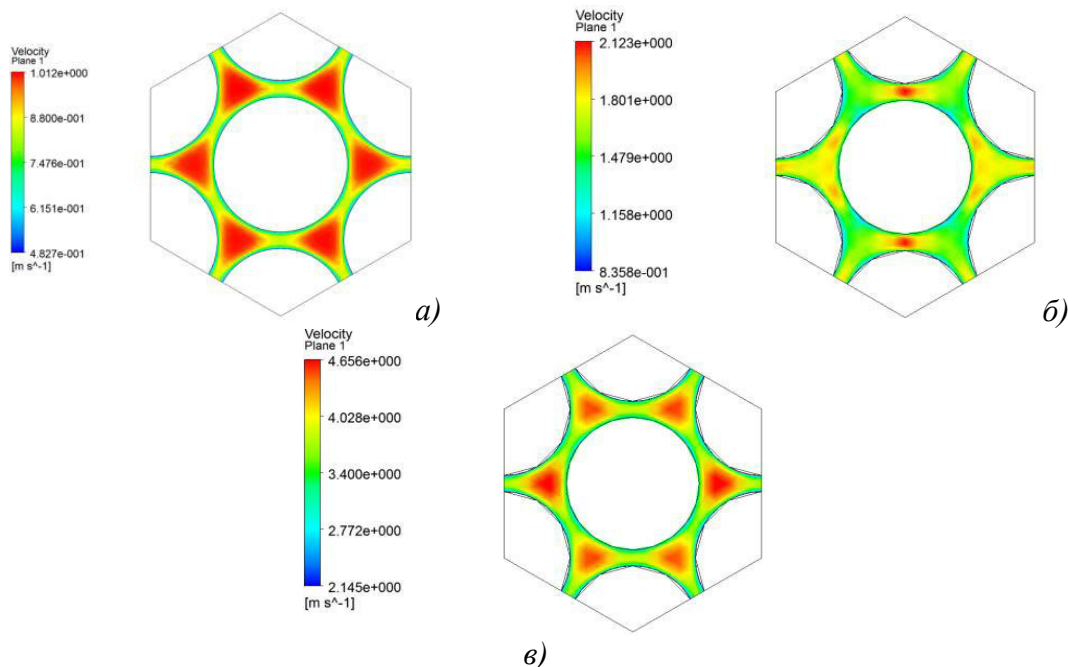 Velocity
Plane 1
1.012e+000
8.800e-001
7.476e-001
6.151e-001
4.827e-001
[m s^-1]
а)
Velocity
Plane 1
2.123e+000
1.801e+000
1.479e+000
1.158e+000
8.358e-001
[m s^-1]
б)
Velocity
Plane 1
4.656e+000
4.028e+000
3.400e+000
2.772e+000
2.145e+000
[m s^-1]
в)